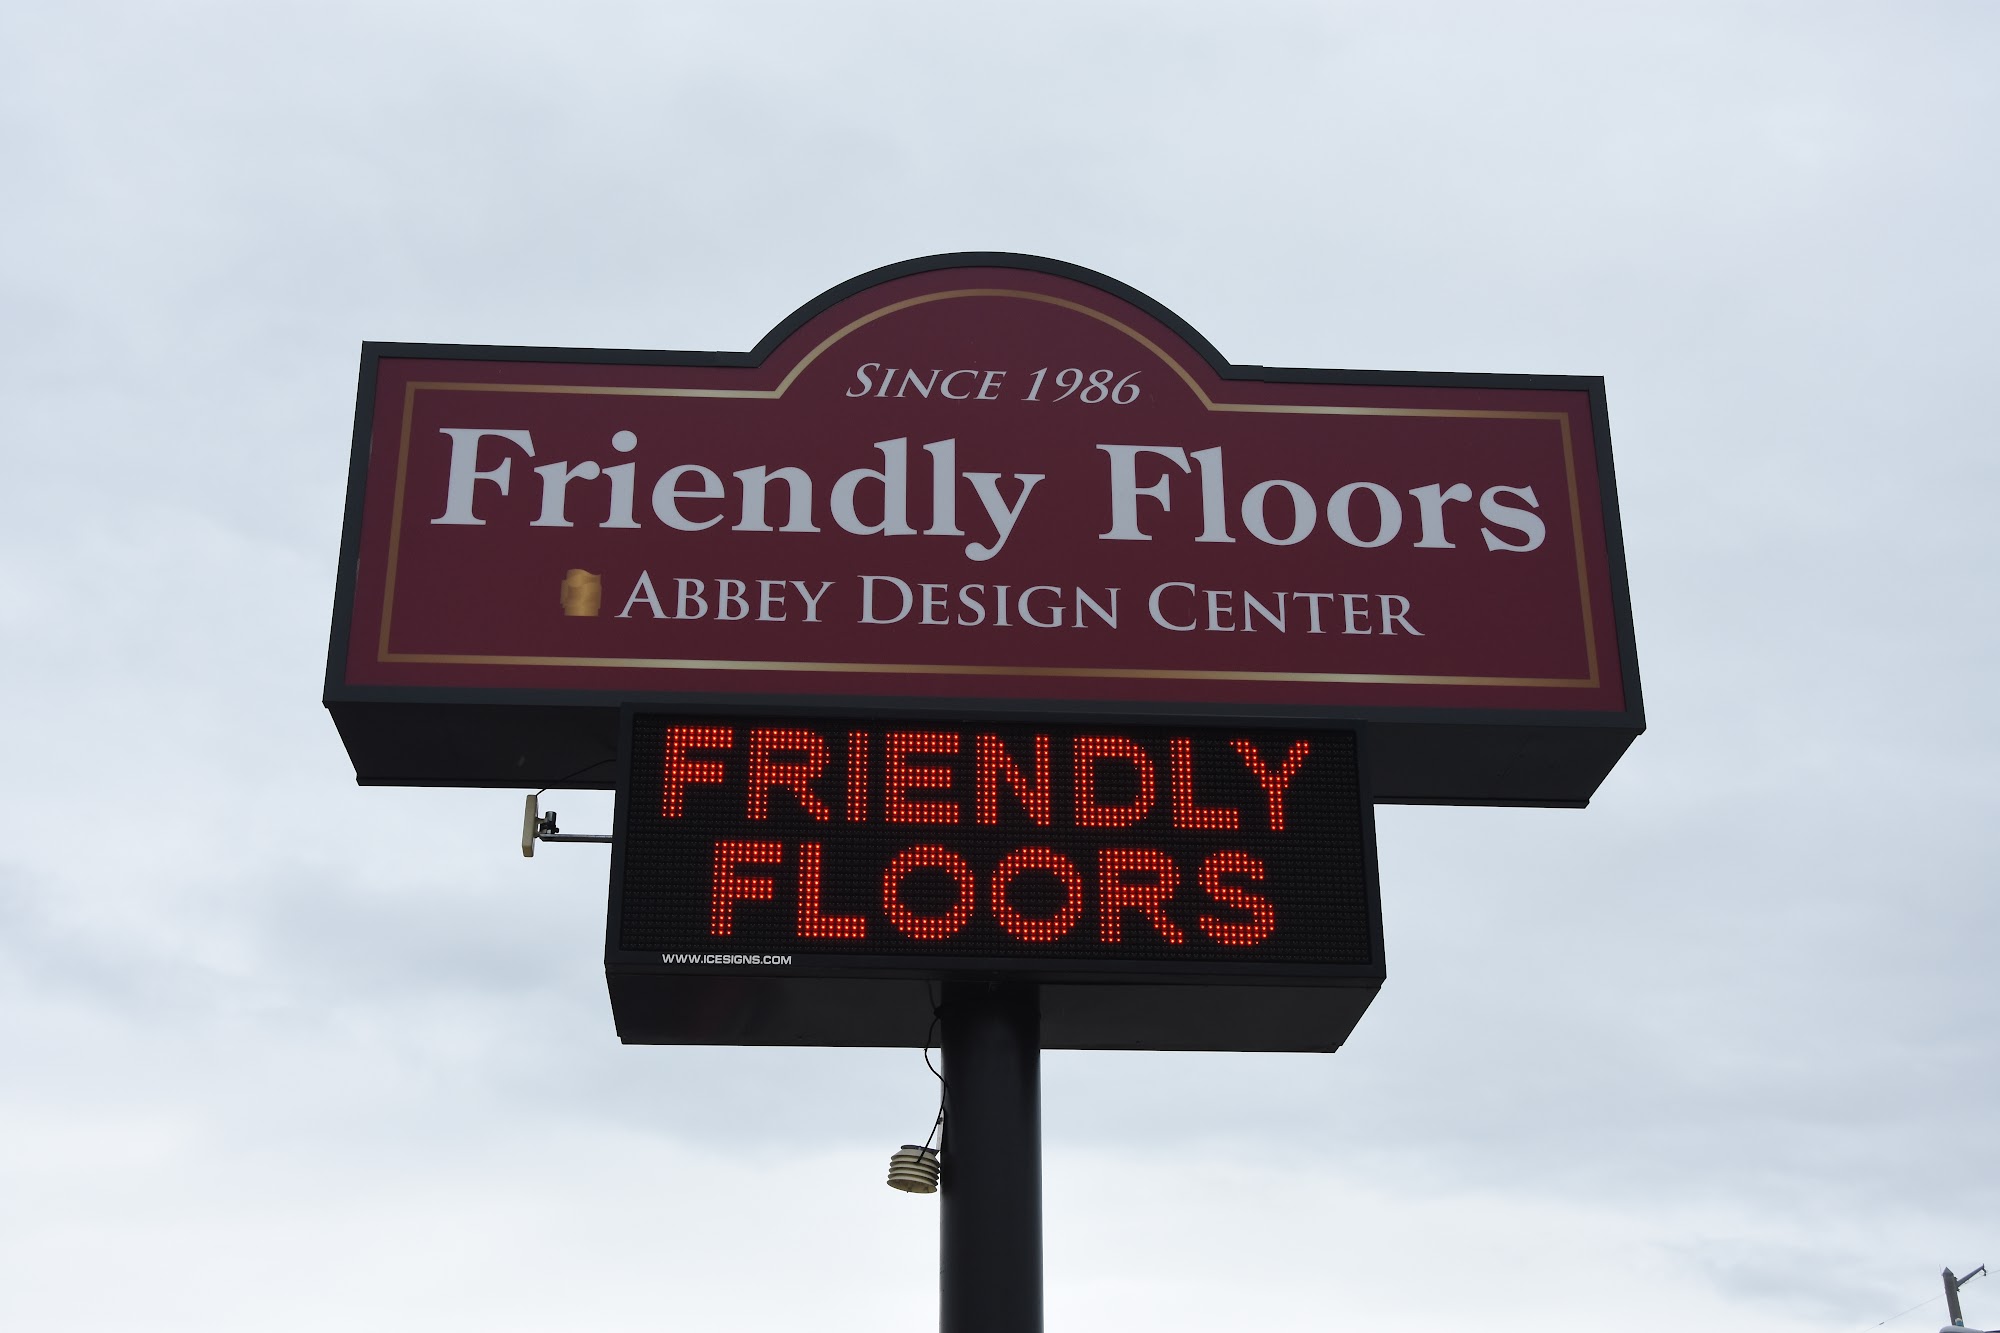 SINCE 1986
Friendly Floors
ABBEY DESIGN CENTER
FRIENDLY
FLOORS
WWW.ICESIGNS.COM